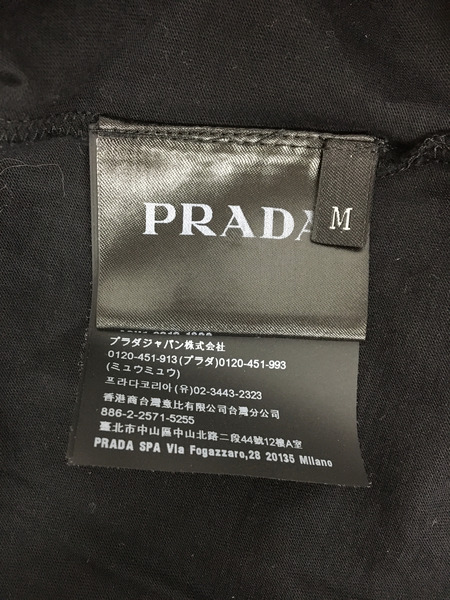 PRADA
M
プラダジャパン株式会社
0120-451-913(プラダ)0120-451-993
(ミュウミュウ)
프라다코리아(유)02-3443-2323
香港商台灣意比有限公司台灣分公司
886-2-2571-5255
臺北市中山區中山北路二段44號12樓A室
PRADA SPA Via Fogazzaro,28 20135 Milano